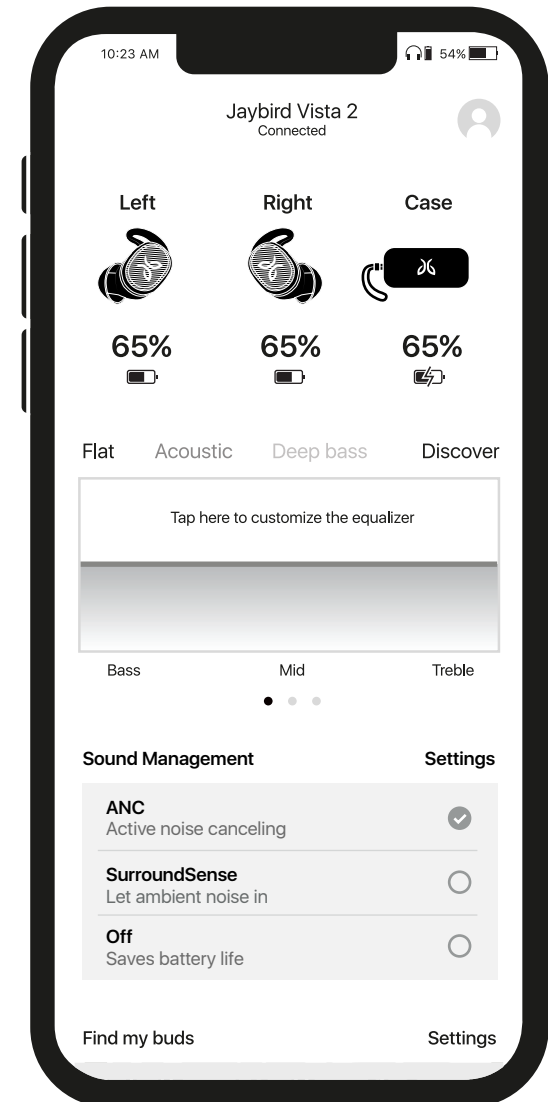 10:23 AM 54%
Jaybird Vista 2
Connected
Left Right Case
65% 65% 65%
Flat Acoustic Deep bass Discover
Tap here to customize the equalizer
Bass Mid Treble
Sound Management Settings
ANC
Active noise canceling
SurroundSense
Let ambient noise in
Off
Saves battery life
Find my buds Settings